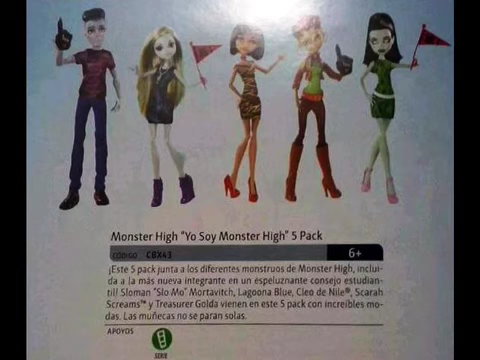 Monster High "Yo Soy Monster High" 5 Pack
CÓDIGO CBX43 6+
¡Este 5 pack junta a los diferentes monstruos de Monster High, inclui-
da a la más nueva integrante en un espeluznante consejo estudian-
til! Sloman "Slo Mo" Mortavitch, Lagoona Blue, Cleo de Nile®, Scarah
Screams™ y Treasurer Golda vienen en este 5 pack con increíbles mo-
das. Las muñecas no se paran solas.
APOYOS
SERIE